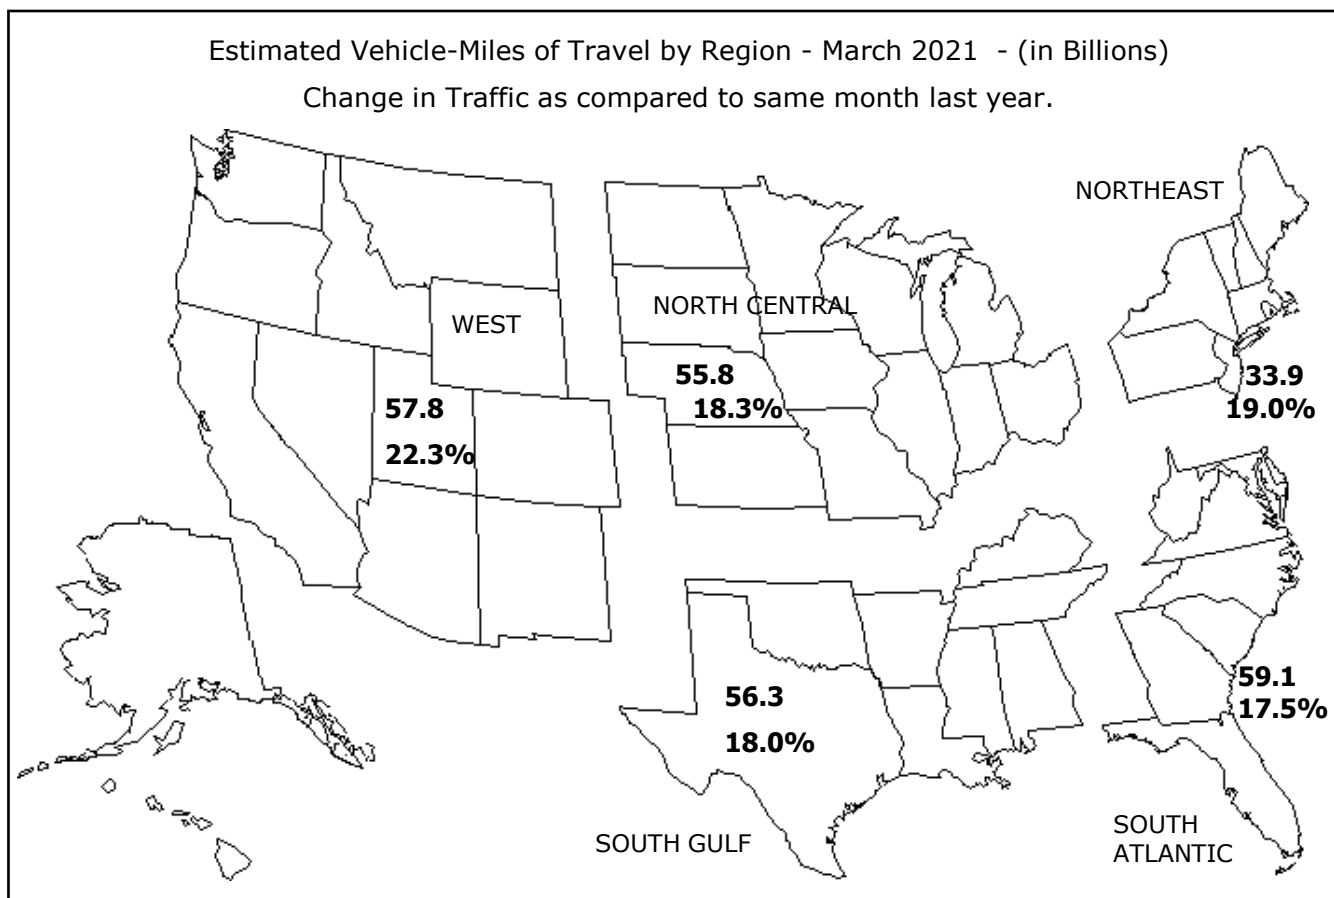 Estimated Vehicle-Miles of Travel by Region - March 2021 - (in Billions)
Change in Traffic as compared to same month last year.
NORTHEAST
WEST
NORTH CENTRAL
55.8
18.3%
33.9
19.0%
57.8
22.3%
56.3
18.0%
59.1
17.5%
SOUTH GULF
SOUTH
ATLANTIC